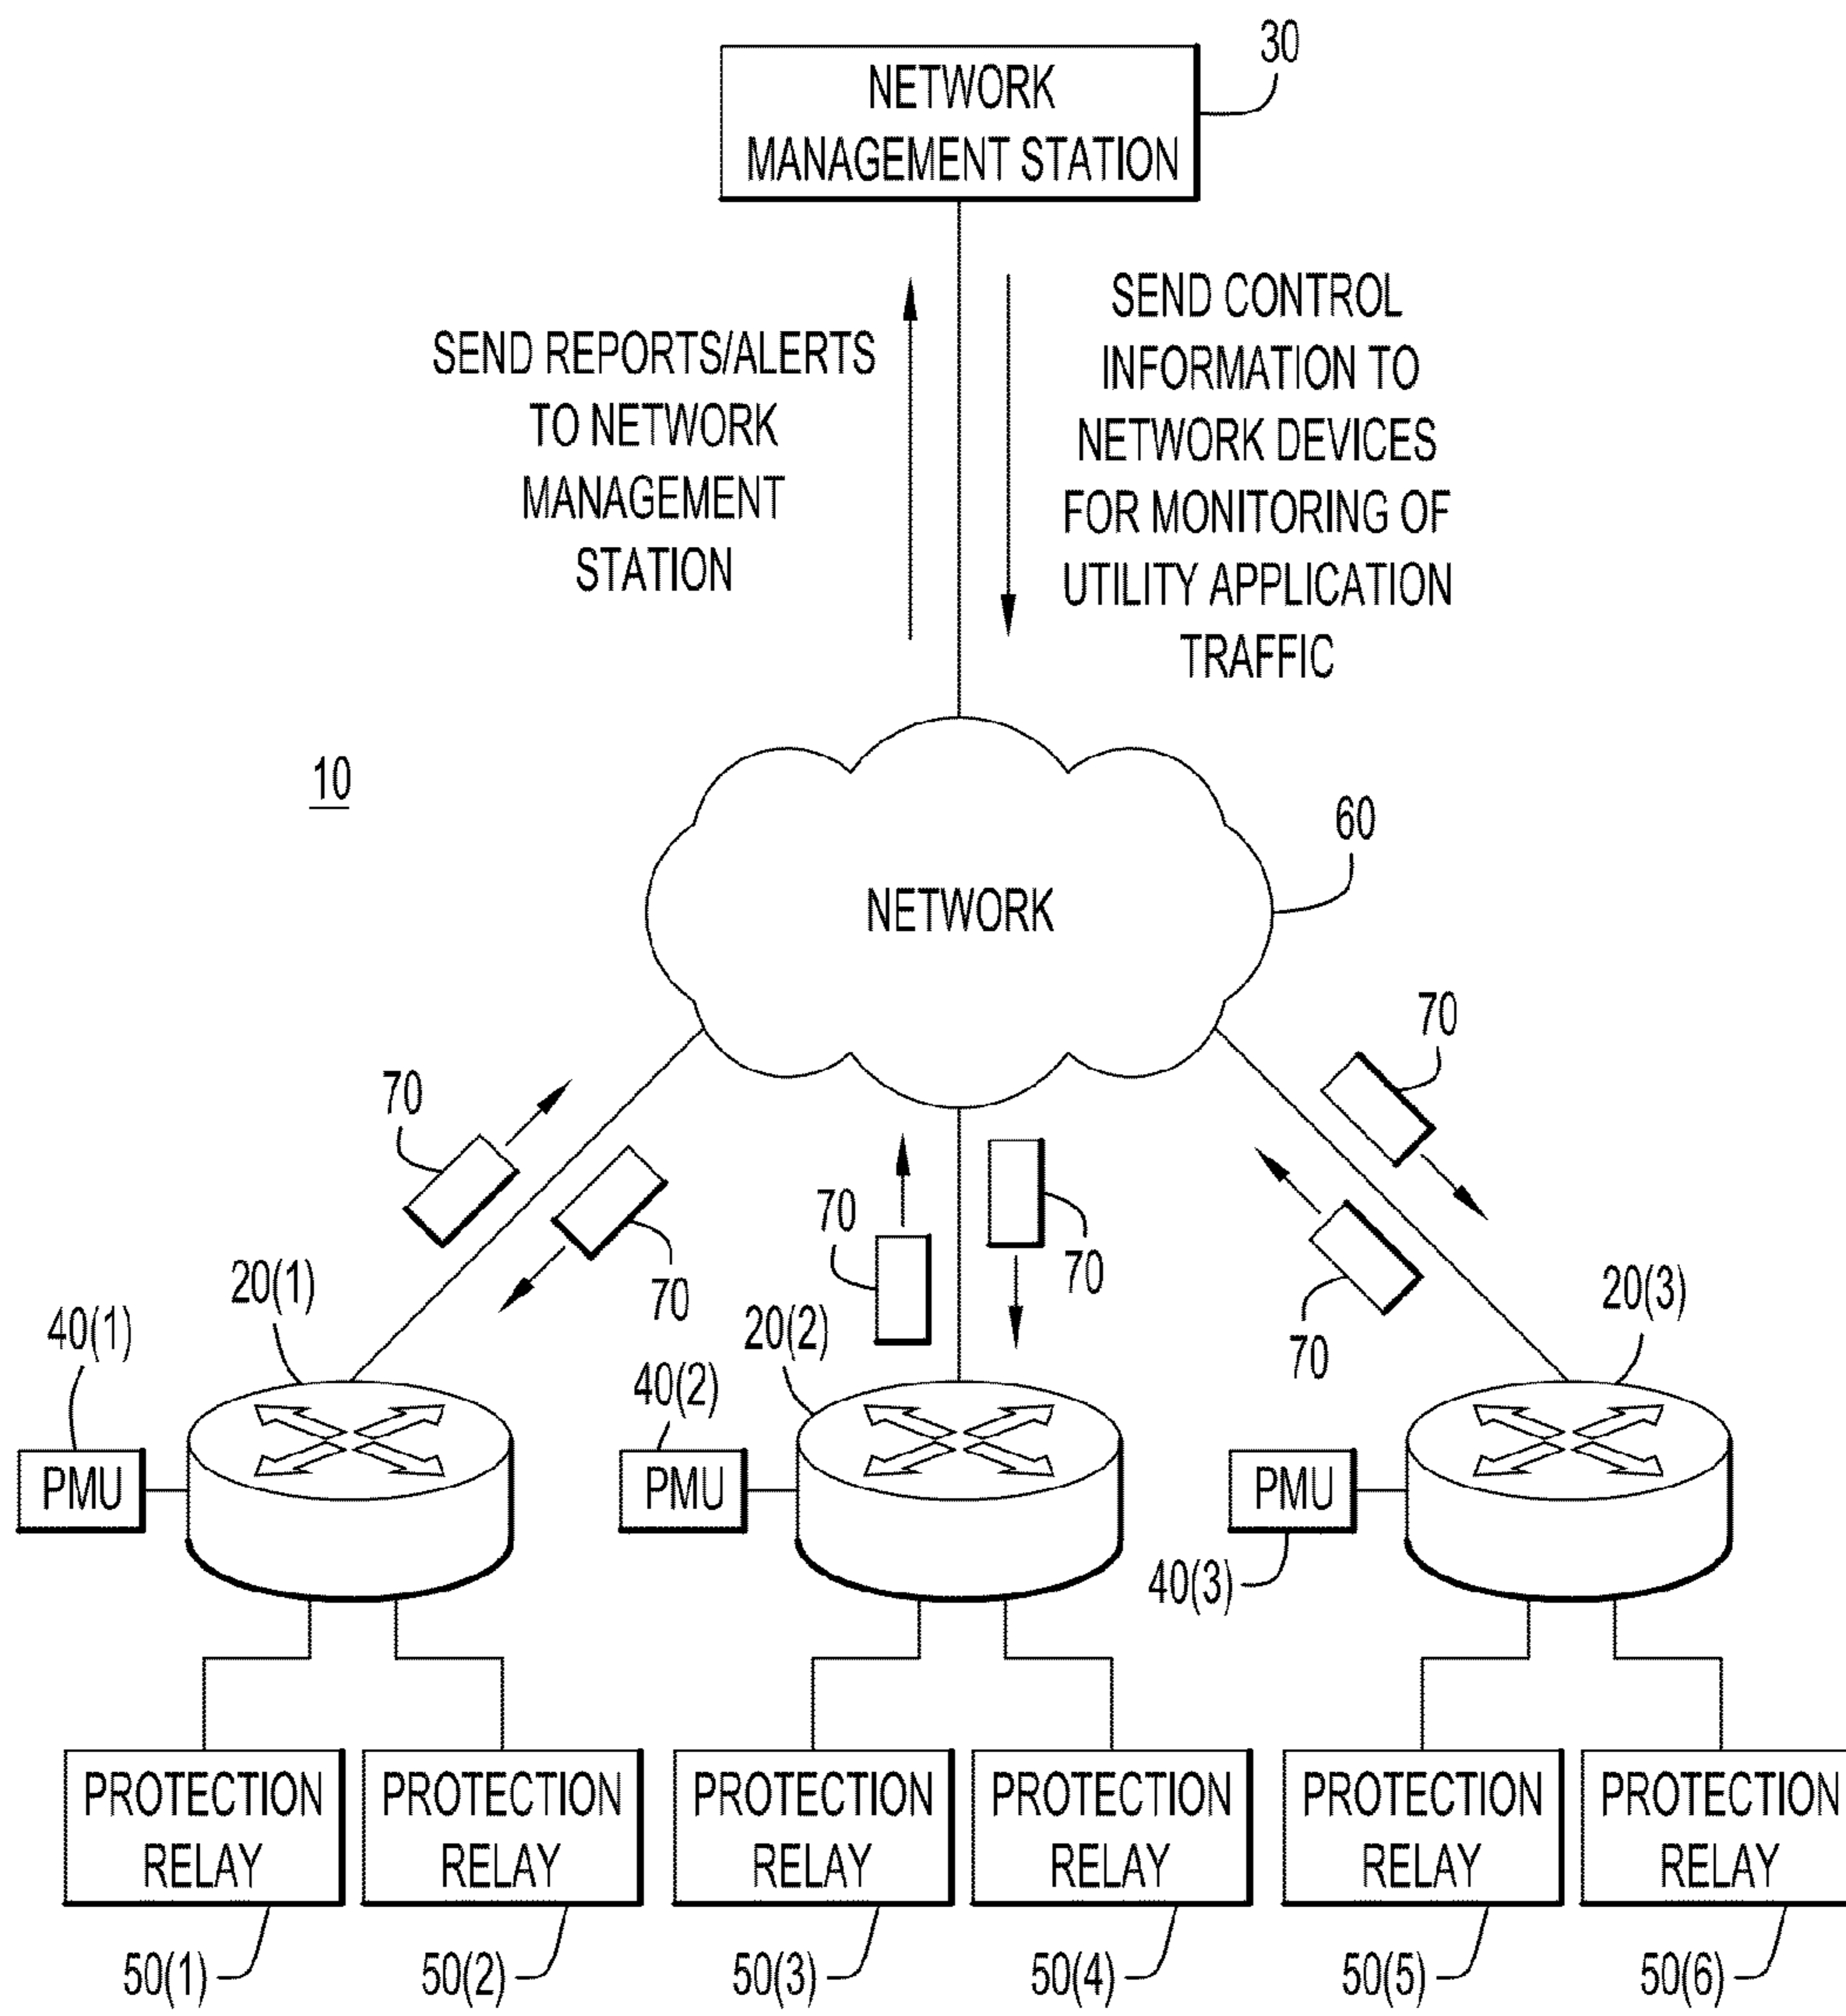 30
NETWORK
MANAGEMENT STATION
SEND REPORTS/ALERTS
TO NETWORK
MANAGEMENT
STATION
SEND CONTROL
INFORMATION TO
NETWORK DEVICES
FOR MONITORING OF
UTILITY APPLICATION
TRAFFIC
10
60
NETWORK
70
70
70
70
70
70
20(1)
20(2)
20(3)
40(1)
40(2)
PMU
PMU
PMU
40(3)
PROTECTION
RELAY
PROTECTION
RELAY
PROTECTION
RELAY
PROTECTION
RELAY
PROTECTION
RELAY
PROTECTION
RELAY
50(1)
50(2)
50(3)
50(4)
50(5)
50(6)